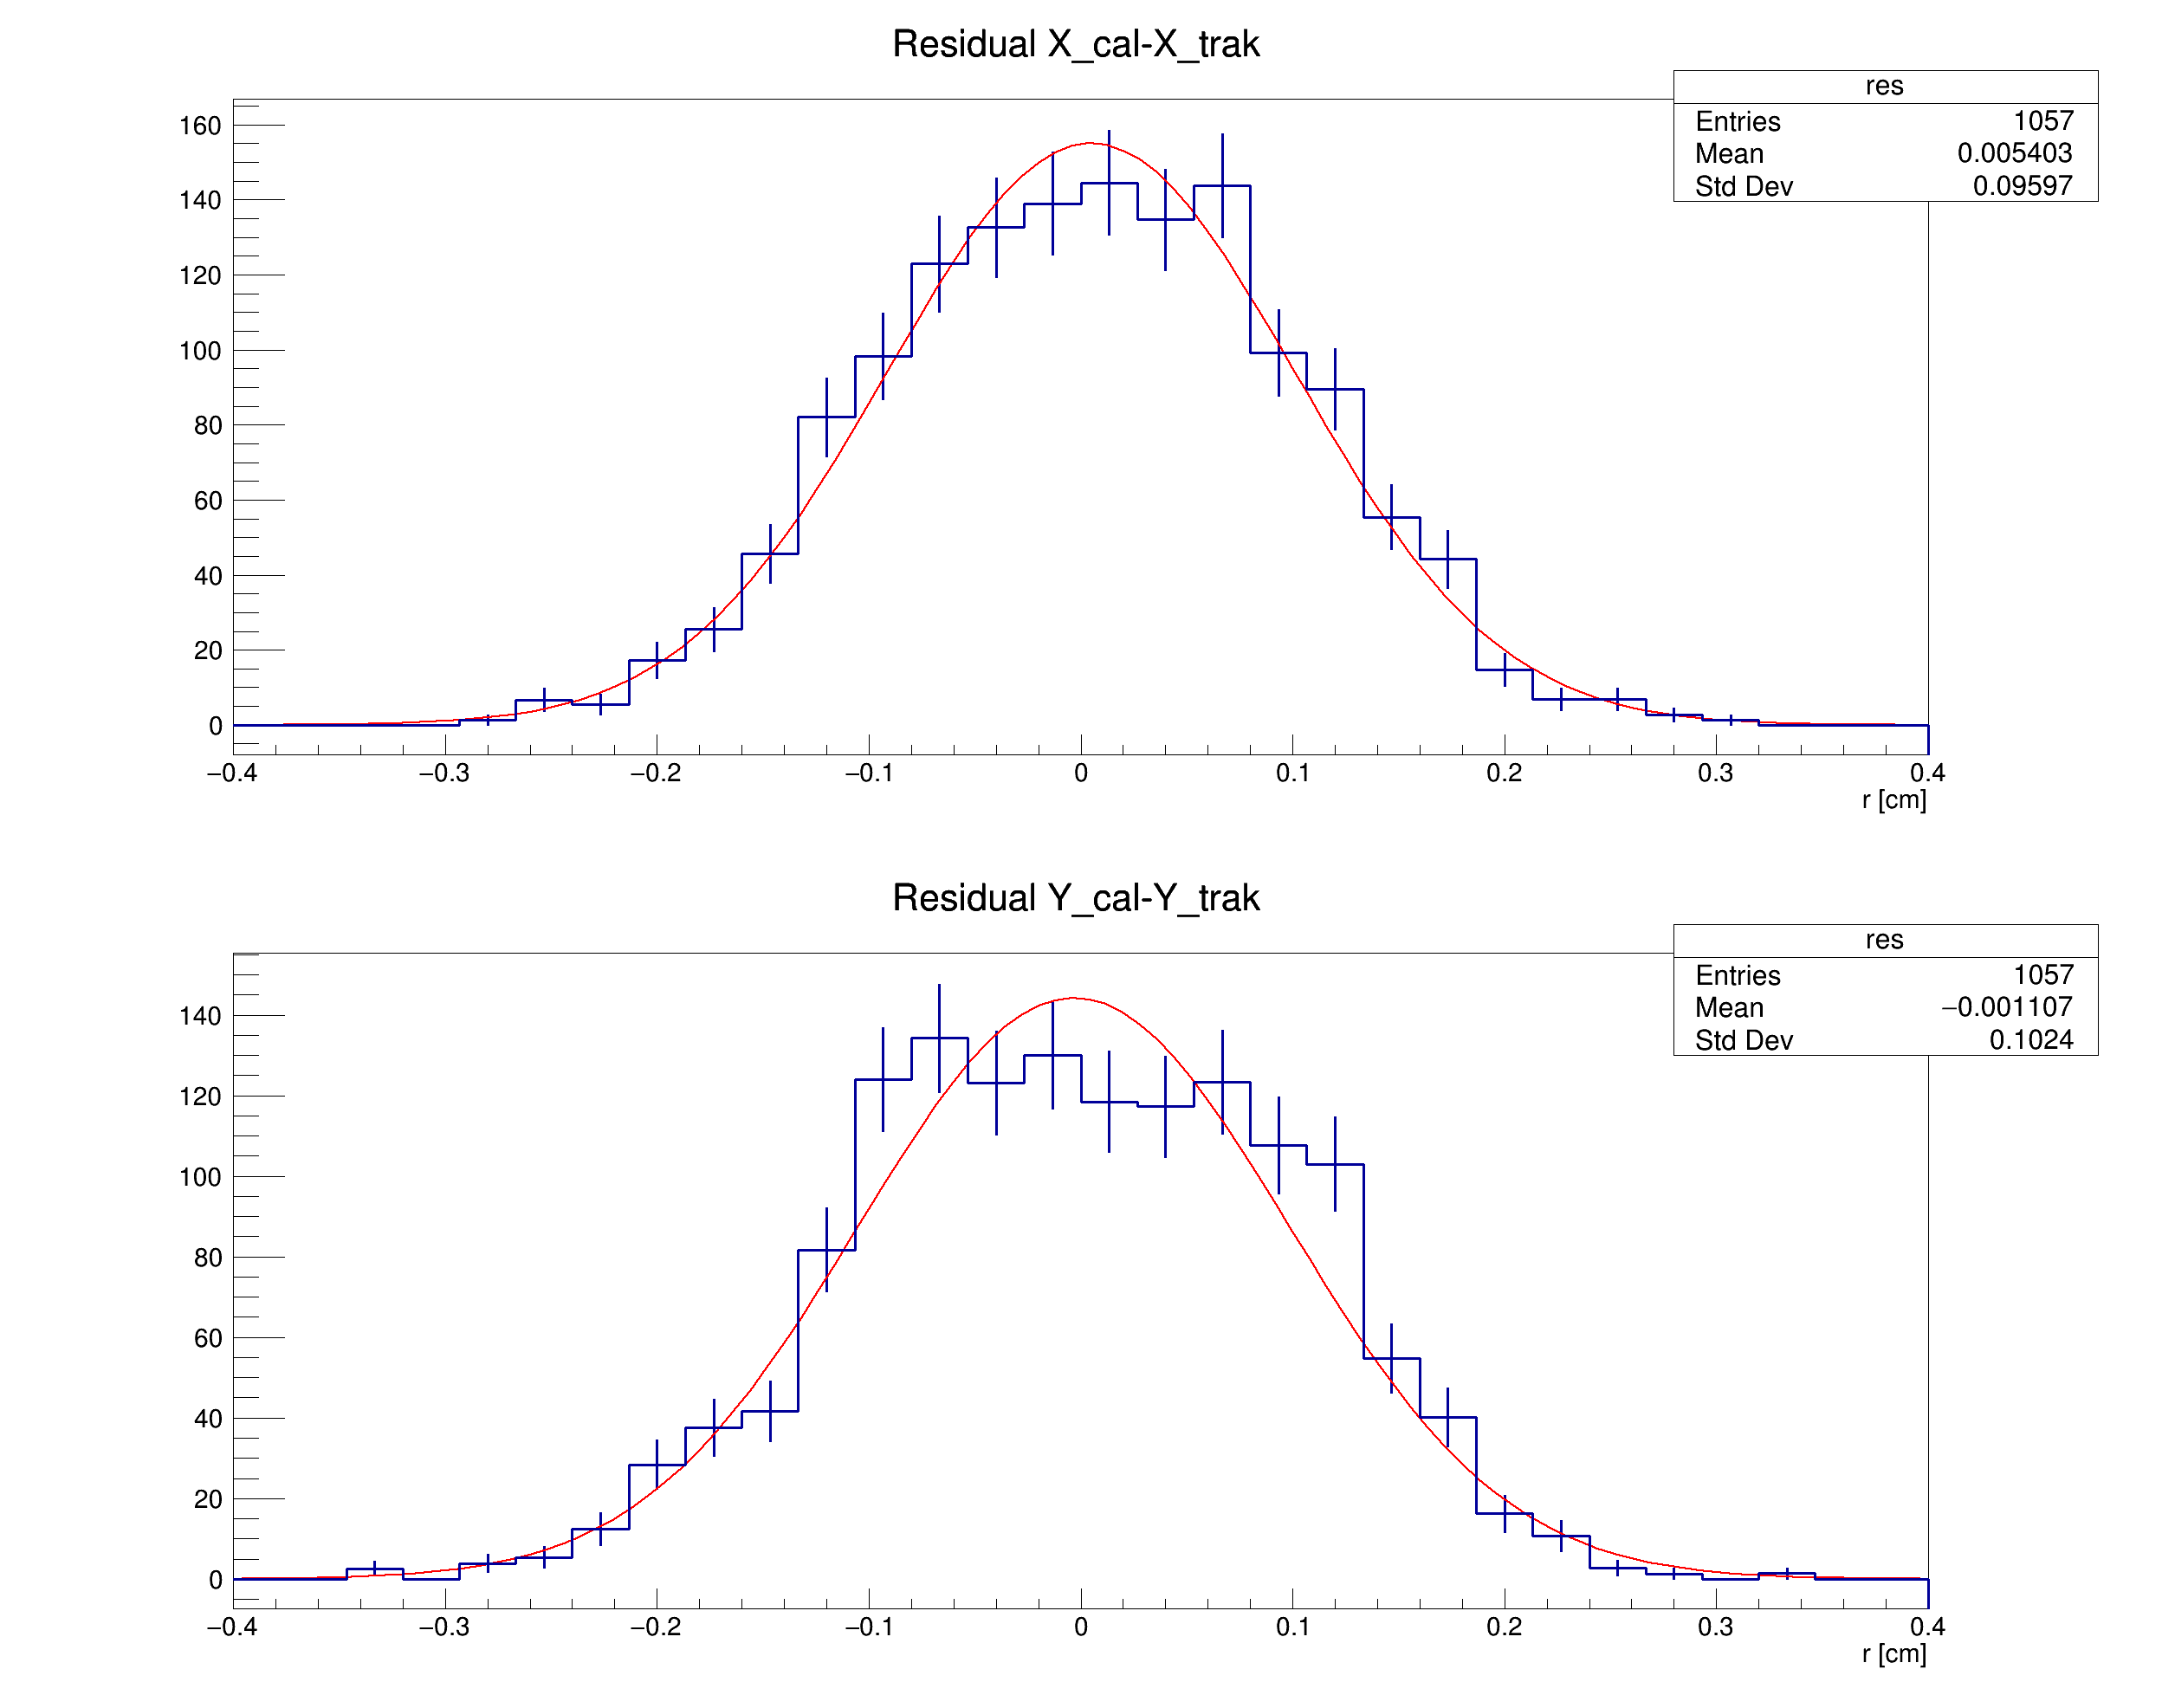 Residual X_cal-X_trak
res
Entries 1057
Mean 0.005403
Std Dev 0.09597
160
140
120
100
80
60
40
20
0
−0.4 −0.3 −0.2 −0.1 0 0.1 0.2 0.3 0.4
r [cm]
Residual Y_cal-Y_trak
res
Entries 1057
Mean −0.001107
Std Dev 0.1024
140
120
100
80
60
40
20
0
−0.4 −0.3 −0.2 −0.1 0 0.1 0.2 0.3 0.4
r [cm]